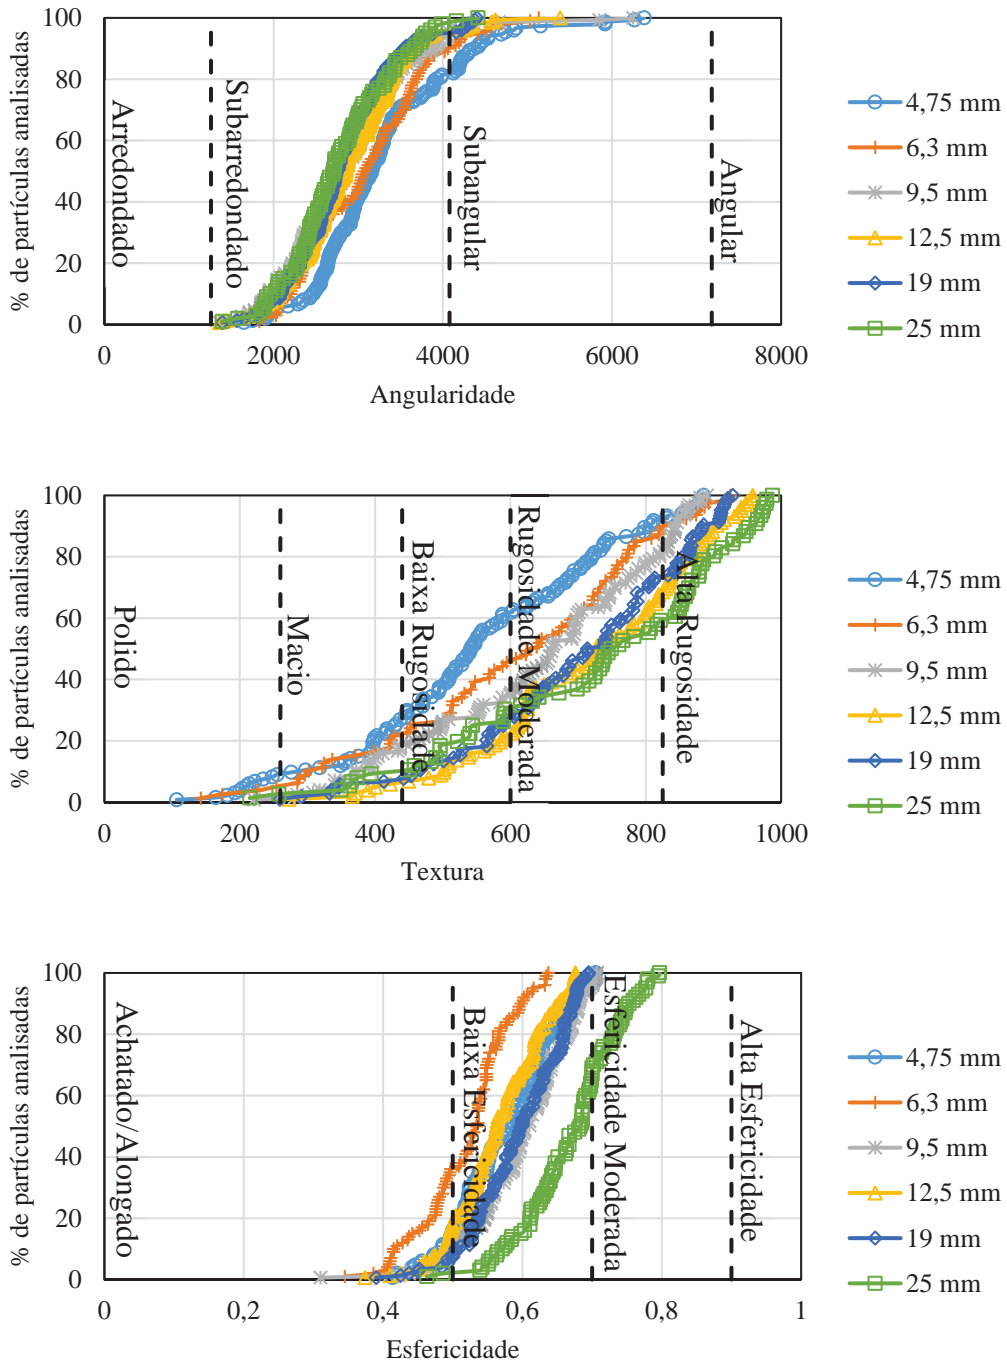 % de partículas analisadas
100
80
60
40
20
0
Arredondado
Subarredondado
Subangular
Angular
0 2000 4000 6000 8000
Angularidade
4,75 mm
6,3 mm
9,5 mm
12,5 mm
19 mm
25 mm
% de partículas analisadas
100
80
60
40
20
0
Polido
Macio
Baixa Rugosidade
Rugosidade Moderada
Alta Rugosidade
0 200 400 600 800 1000
Textura
4,75 mm
6,3 mm
9,5 mm
12,5 mm
19 mm
25 mm
% de partículas analisadas
100
80
60
40
20
0
Achatado/Alongado
Baixa Esfericidade
Esfericidade Moderada
Alta Esfericidade
0 0,2 0,4 0,6 0,8 1
Esfericidade
4,75 mm
6,3 mm
9,5 mm
12,5 mm
19 mm
25 mm